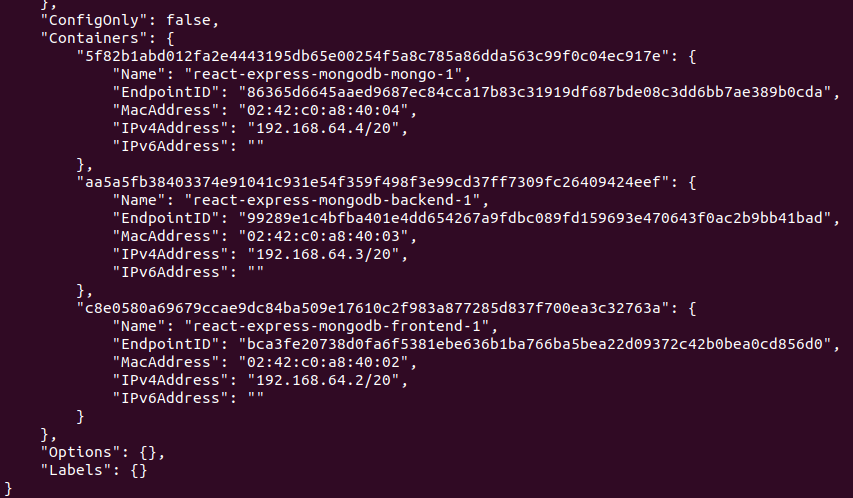 },
"ConfigOnly": false,
"Containers": {
"5f82b1abd012fa2e4443195db65e00254f5a8c785a86dda563c99f0c04ec917e": {
"Name": "react-express-mongodb-mongo-1",
"EndpointID": "86365d6645aaed9687ec84cca17b83c31919df687bde08c3dd6bb7ae389b0cda",
"MacAddress": "02:42:c0:a8:40:04",
"IPv4Address": "192.168.64.4/20",
"IPv6Address": ""
},
"aa5a5fb38403374e91041c931e54f359f498f3e99cd37ff7309fc26409424eef": {
"Name": "react-express-mongodb-backend-1",
"EndpointID": "99289e1c4bfba401e4dd654267a9fdbc089fd159693e470643f0ac2b9bb41bad",
"MacAddress": "02:42:c0:a8:40:03",
"IPv4Address": "192.168.64.3/20",
"IPv6Address": ""
},
"c8e0580a69679ccae9dc84ba509e17610c2f983a877285d837f700ea3c32763a": {
"Name": "react-express-mongodb-frontend-1",
"EndpointID": "bca3fe20738d0fa6f5381ebe636b1ba766ba5bea22d09372c42b0bea0cd856d0",
"MacAddress": "02:42:c0:a8:40:02",
"IPv4Address": "192.168.64.2/20",
"IPv6Address": ""
}
},
"Options": {},
"Labels": {}
}